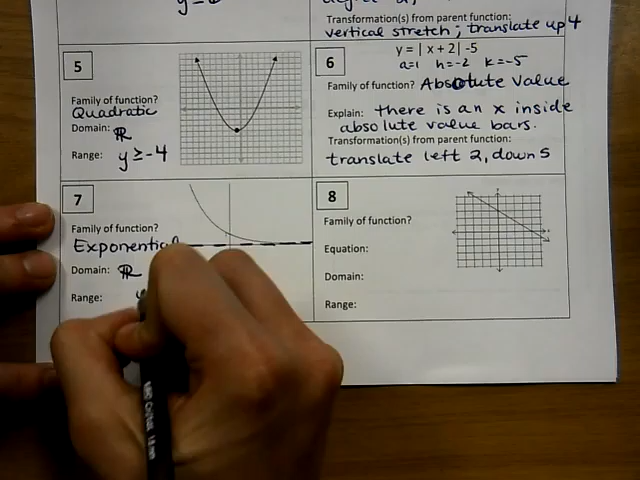 Transformation(s) from parent function:
vertical stretch; translate up 4
5
Family of function?
Quadratic
Domain: ℝ
Range: y ≥ -4
6
y = | x + 2 | -5
a=1 h=-2 k=-5
Family of function? Absolute Value
Explain: there is an x inside
absolute value bars.
Transformation(s) from parent function:
translate left 2, down 5
7
Family of function?
Exponential
Domain: ℝ
Range:
8
Family of function?
Equation:
Domain:
Range: